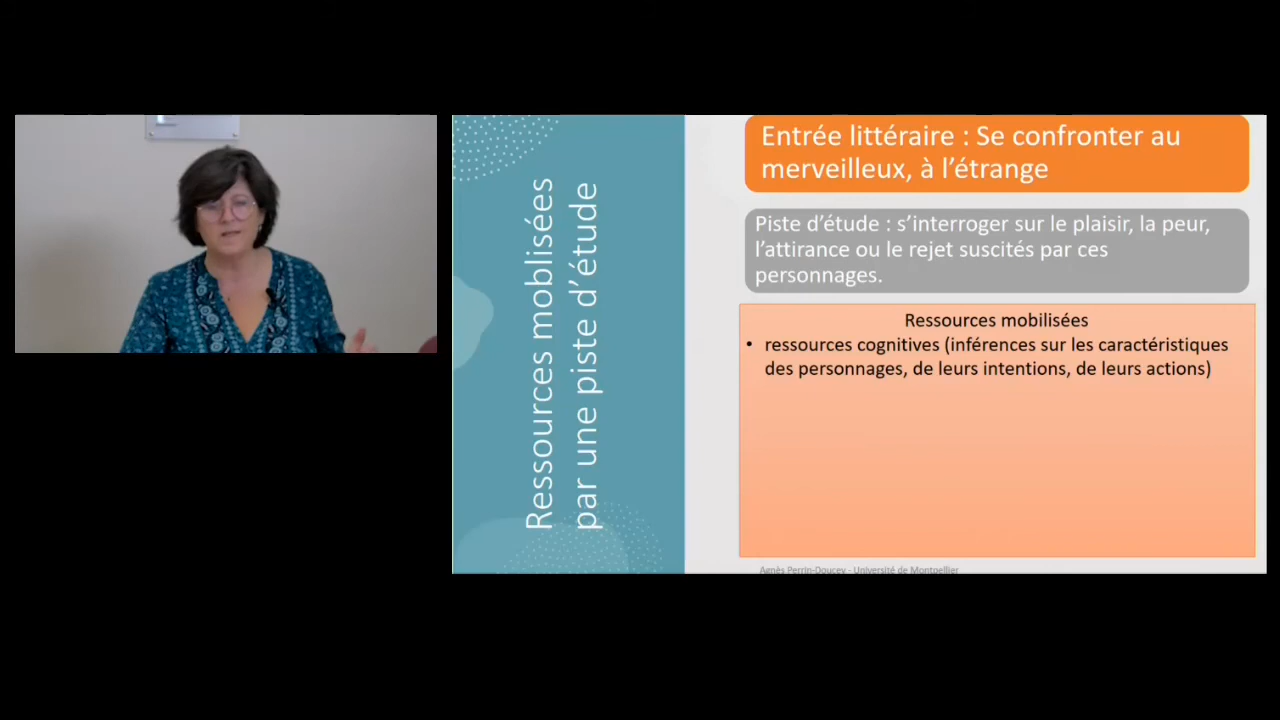 Ressources moblisées
par une piste d'étude
Entrée littéraire : Se confronter au
merveilleux, à l'étrange
Piste d'étude : s'interroger sur le plaisir, la peur,
l'attirance ou le rejet suscités par ces
personnages.
Ressources mobilisées
• ressources cognitives (inférences sur les caractéristiques
des personnages, de leurs intentions, de leurs actions)
Agnès Perrin-Doucey - Université de Montpellier